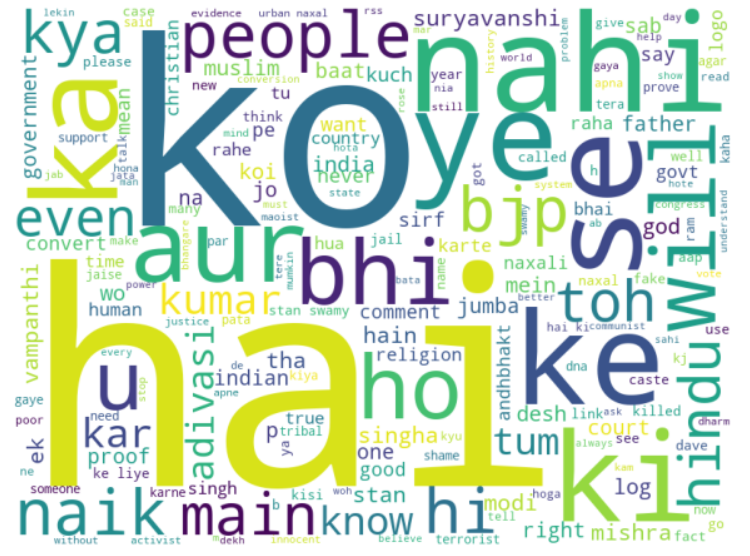 kya
case
said
lekin
please
evidence
urban naxal
rss
people
muslim
christian
new
conversion
baat
kuch
suryavanshi
mar
history
year
nia
still
nahi
sab
say
give
day
help
problem
logo
agar
gaya
apna
show
read
world
prove
tera
ka
government
mean
support
talk
hona
jab
jata
man
ko
think
mind
rahe
tu
pe
rose
want
country
koi
india
never
hota
state
must
maoist
na
jo
sirf
ye
se
raha
father
called
h
well
kaha
got
govt
hote
bhai
god
congress
system
swamy
ab
ram
aap
understand
will
vote
even
convert
make
time
jaise
many
bhangare
par
hua
jail
aur
bhi
name
karte
bjp
naxali
mein
naxal
fake
toh
hindu
vampanthi
wo
human
power
justice
kumar
pata
stan swamy
tere
mumkin
bata
comment
jumba
better
hai ki
communist
sahi
use
hai
u
every
stop
adivasi
tha
indian
de
apne
kiya
hain
religion
ho
ke
andhbhakt
dna
desh
link
ask
killed
caste
kj
dharm
gaye
poor
need
kar
ek
proof
ne
ke liye
true
tribal
ya
p
kyu
singha
one
good
shame
tum
court
see
dave
always
kam
ki
someone
naik
without
karne
activist
singh
main
b
m
dekh
kisi
woh
innocent
know
stan
tell
believe
hi
modi
terrorist
hoga
right
log
mishra
fact
now
go